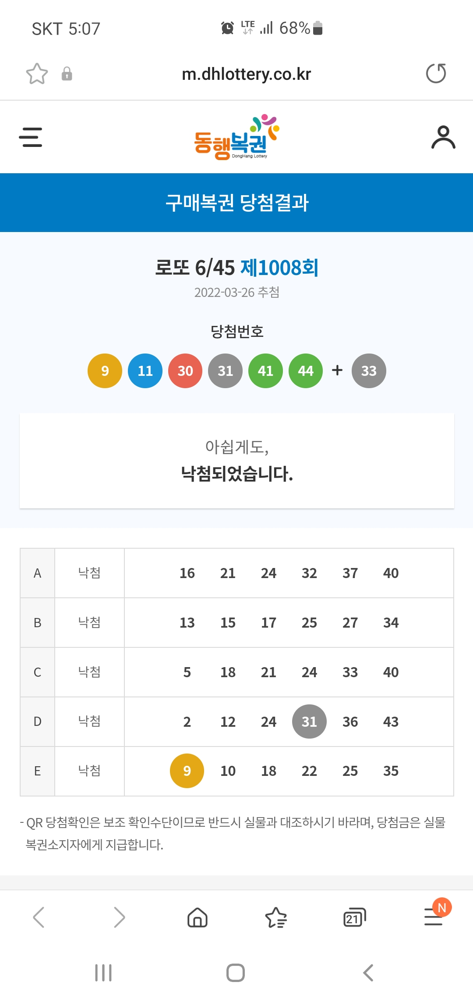 SKT 5:07 LTE 68%
m.dhlottery.co.kr
동행복권
DongHang Lottery
구매복권 당첨결과
로또 6/45 제1008회
2022-03-26 추첨
당첨번호
9 11 30 31 41 44 + 33
아쉽게도,
낙첨되었습니다.
A 낙첨 16 21 24 32 37 40
B 낙첨 13 15 17 25 27 34
C 낙첨 5 18 21 24 33 40
D 낙첨 2 12 24 31 36 43
E 낙첨 9 10 18 22 25 35
- QR 당첨확인은 보조 확인수단이므로 반드시 실물과 대조하시기 바라며, 당첨금은 실물
복권소지자에게 지급합니다.
21 N